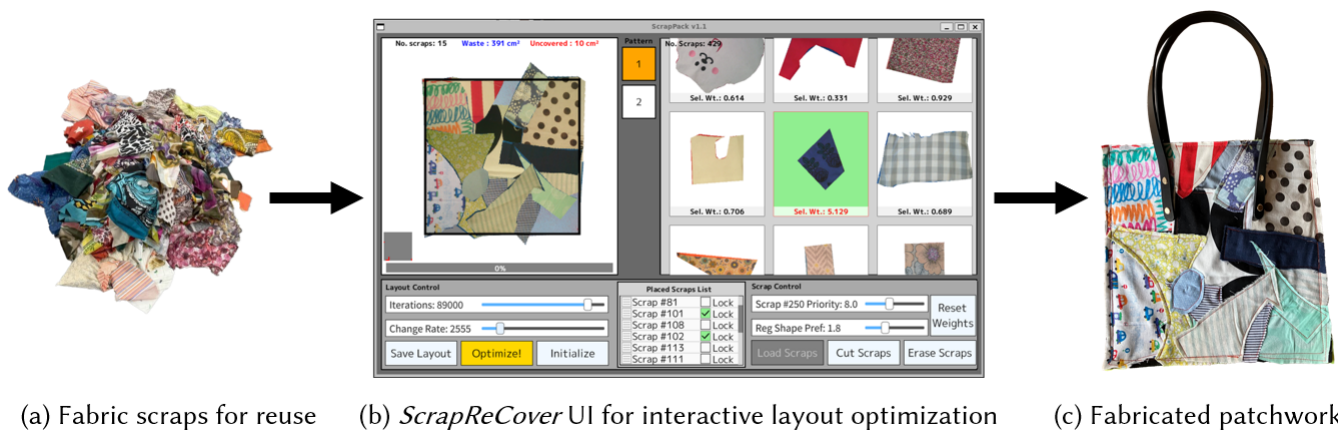 ScrapPack v1.1
No. scraps: 15 Waste : 391 cm² Uncovered : 10 cm²
Pattern
1
2
No. Scraps: 429
Sel. Wt.: 0.614
Sel. Wt.: 0.331
Sel. Wt.: 0.929
Sel. Wt.: 0.706
Sel. Wt.: 5.129
Sel. Wt.: 0.689
0%
Layout Control
Iterations: 89000
Change Rate: 2555
Save Layout
Optimize!
Initialize
Placed Scraps List
Scrap #81 Lock
Scrap #101 Lock
Scrap #108 Lock
Scrap #102 Lock
Scrap #113 Lock
Scrap #111 Lock
Scrap Control
Scrap #250 Priority: 8.0
Reg Shape Pref: 1.8
Reset
Weights
Load Scraps
Cut Scraps
Erase Scraps
(a) Fabric scraps for reuse
(b) ScrapReCover UI for interactive layout optimization
(c) Fabricated patchwork